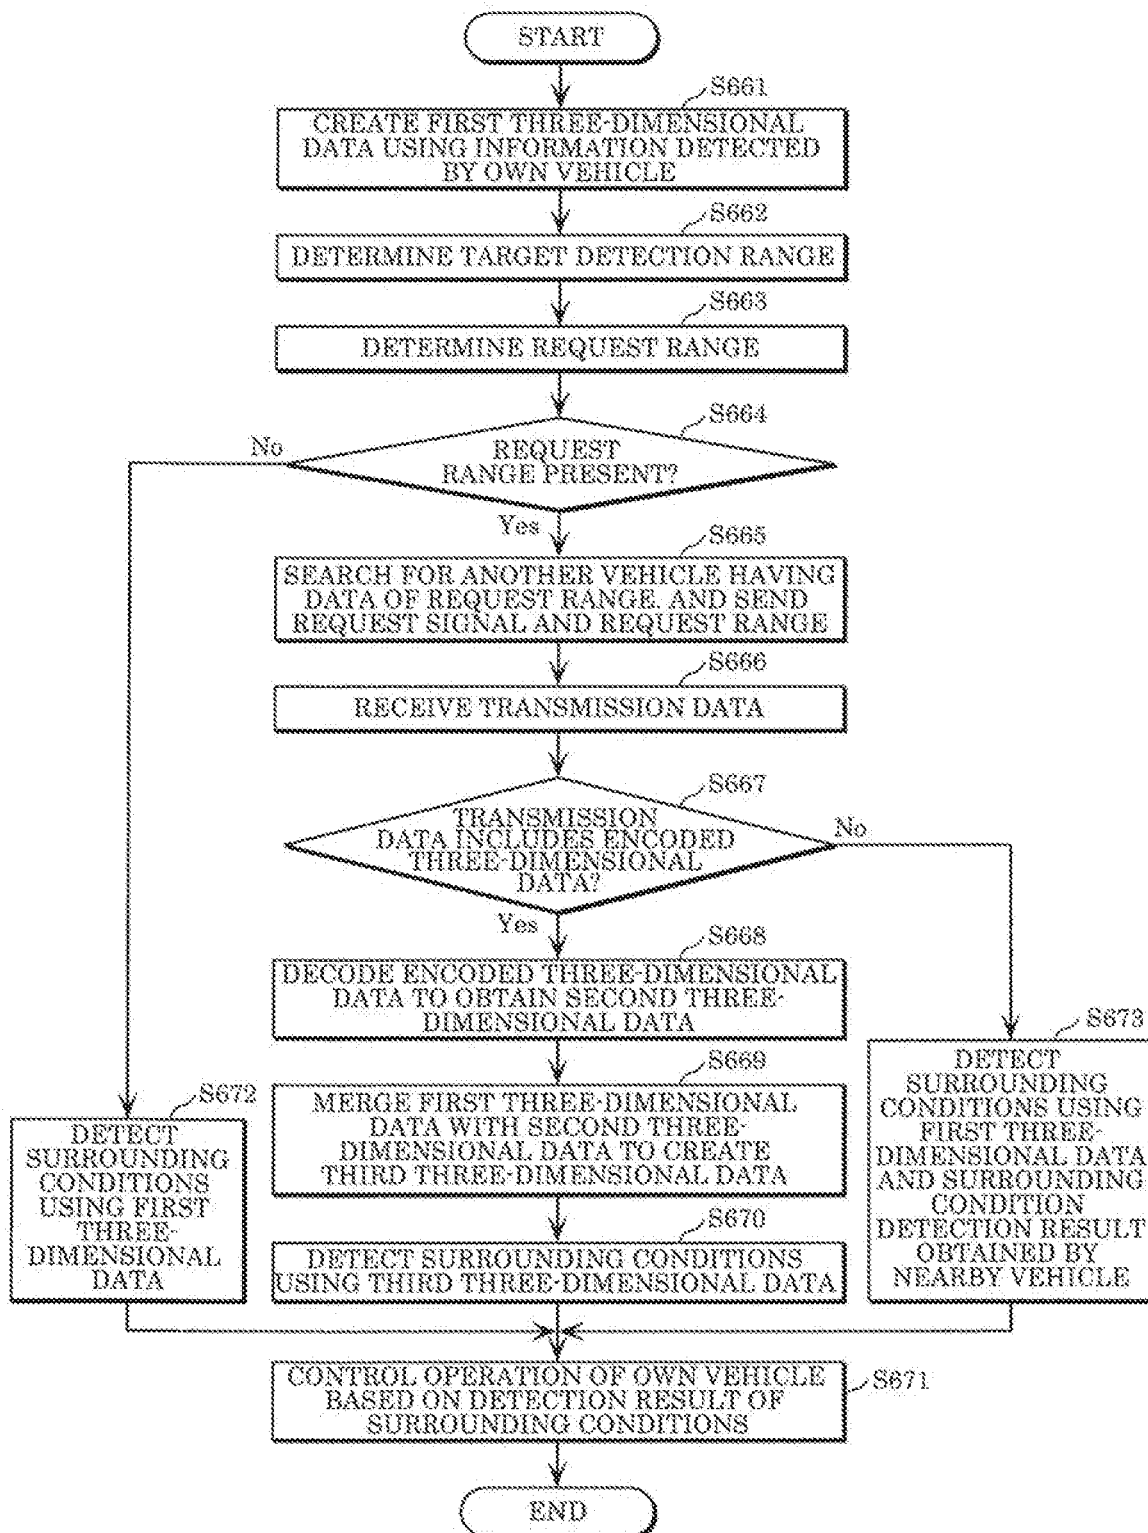 START
S661
CREATE FIRST THREE-DIMENSIONAL
DATA USING INFORMATION DETECTED
BY OWN VEHICLE
S662
DETERMINE TARGET DETECTION RANGE
S663
DETERMINE REQUEST RANGE
S664
No
REQUEST
RANGE PRESENT?
Yes
S665
SEARCH FOR ANOTHER VEHICLE HAVING
DATA OF REQUEST RANGE, AND SEND
REQUEST SIGNAL AND REQUEST RANGE
S666
RECEIVE TRANSMISSION DATA
S667
TRANSMISSION
DATA INCLUDES ENCODED
THREE-DIMENSIONAL
DATA?
No
Yes
S668
DECODE ENCODED THREE-DIMENSIONAL
DATA TO OBTAIN SECOND THREE-
DIMENSIONAL DATA
S669
MERGE FIRST THREE-DIMENSIONAL
DATA WITH SECOND THREE-
DIMENSIONAL DATA TO CREATE
THIRD THREE-DIMENSIONAL DATA
S670
DETECT SURROUNDING CONDITIONS
USING THIRD THREE-DIMENSIONAL DATA
S672
DETECT
SURROUNDING
CONDITIONS
USING FIRST
THREE-
DIMENSIONAL
DATA
S673
DETECT
SURROUNDING
CONDITIONS USING
FIRST THREE-
DIMENSIONAL DATA
AND SURROUNDING
CONDITION
DETECTION RESULT
OBTAINED BY
NEARBY VEHICLE
S671
CONTROL OPERATION OF OWN VEHICLE
BASED ON DETECTION RESULT OF
SURROUNDING CONDITIONS
END